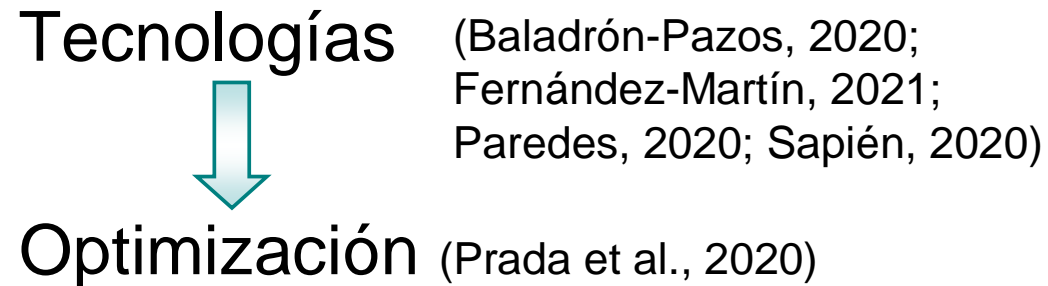 Tecnologías (Baladrón-Pazos, 2020;
Fernández-Martín, 2021;
Paredes, 2020; Sapién, 2020)
Optimización (Prada et al., 2020)